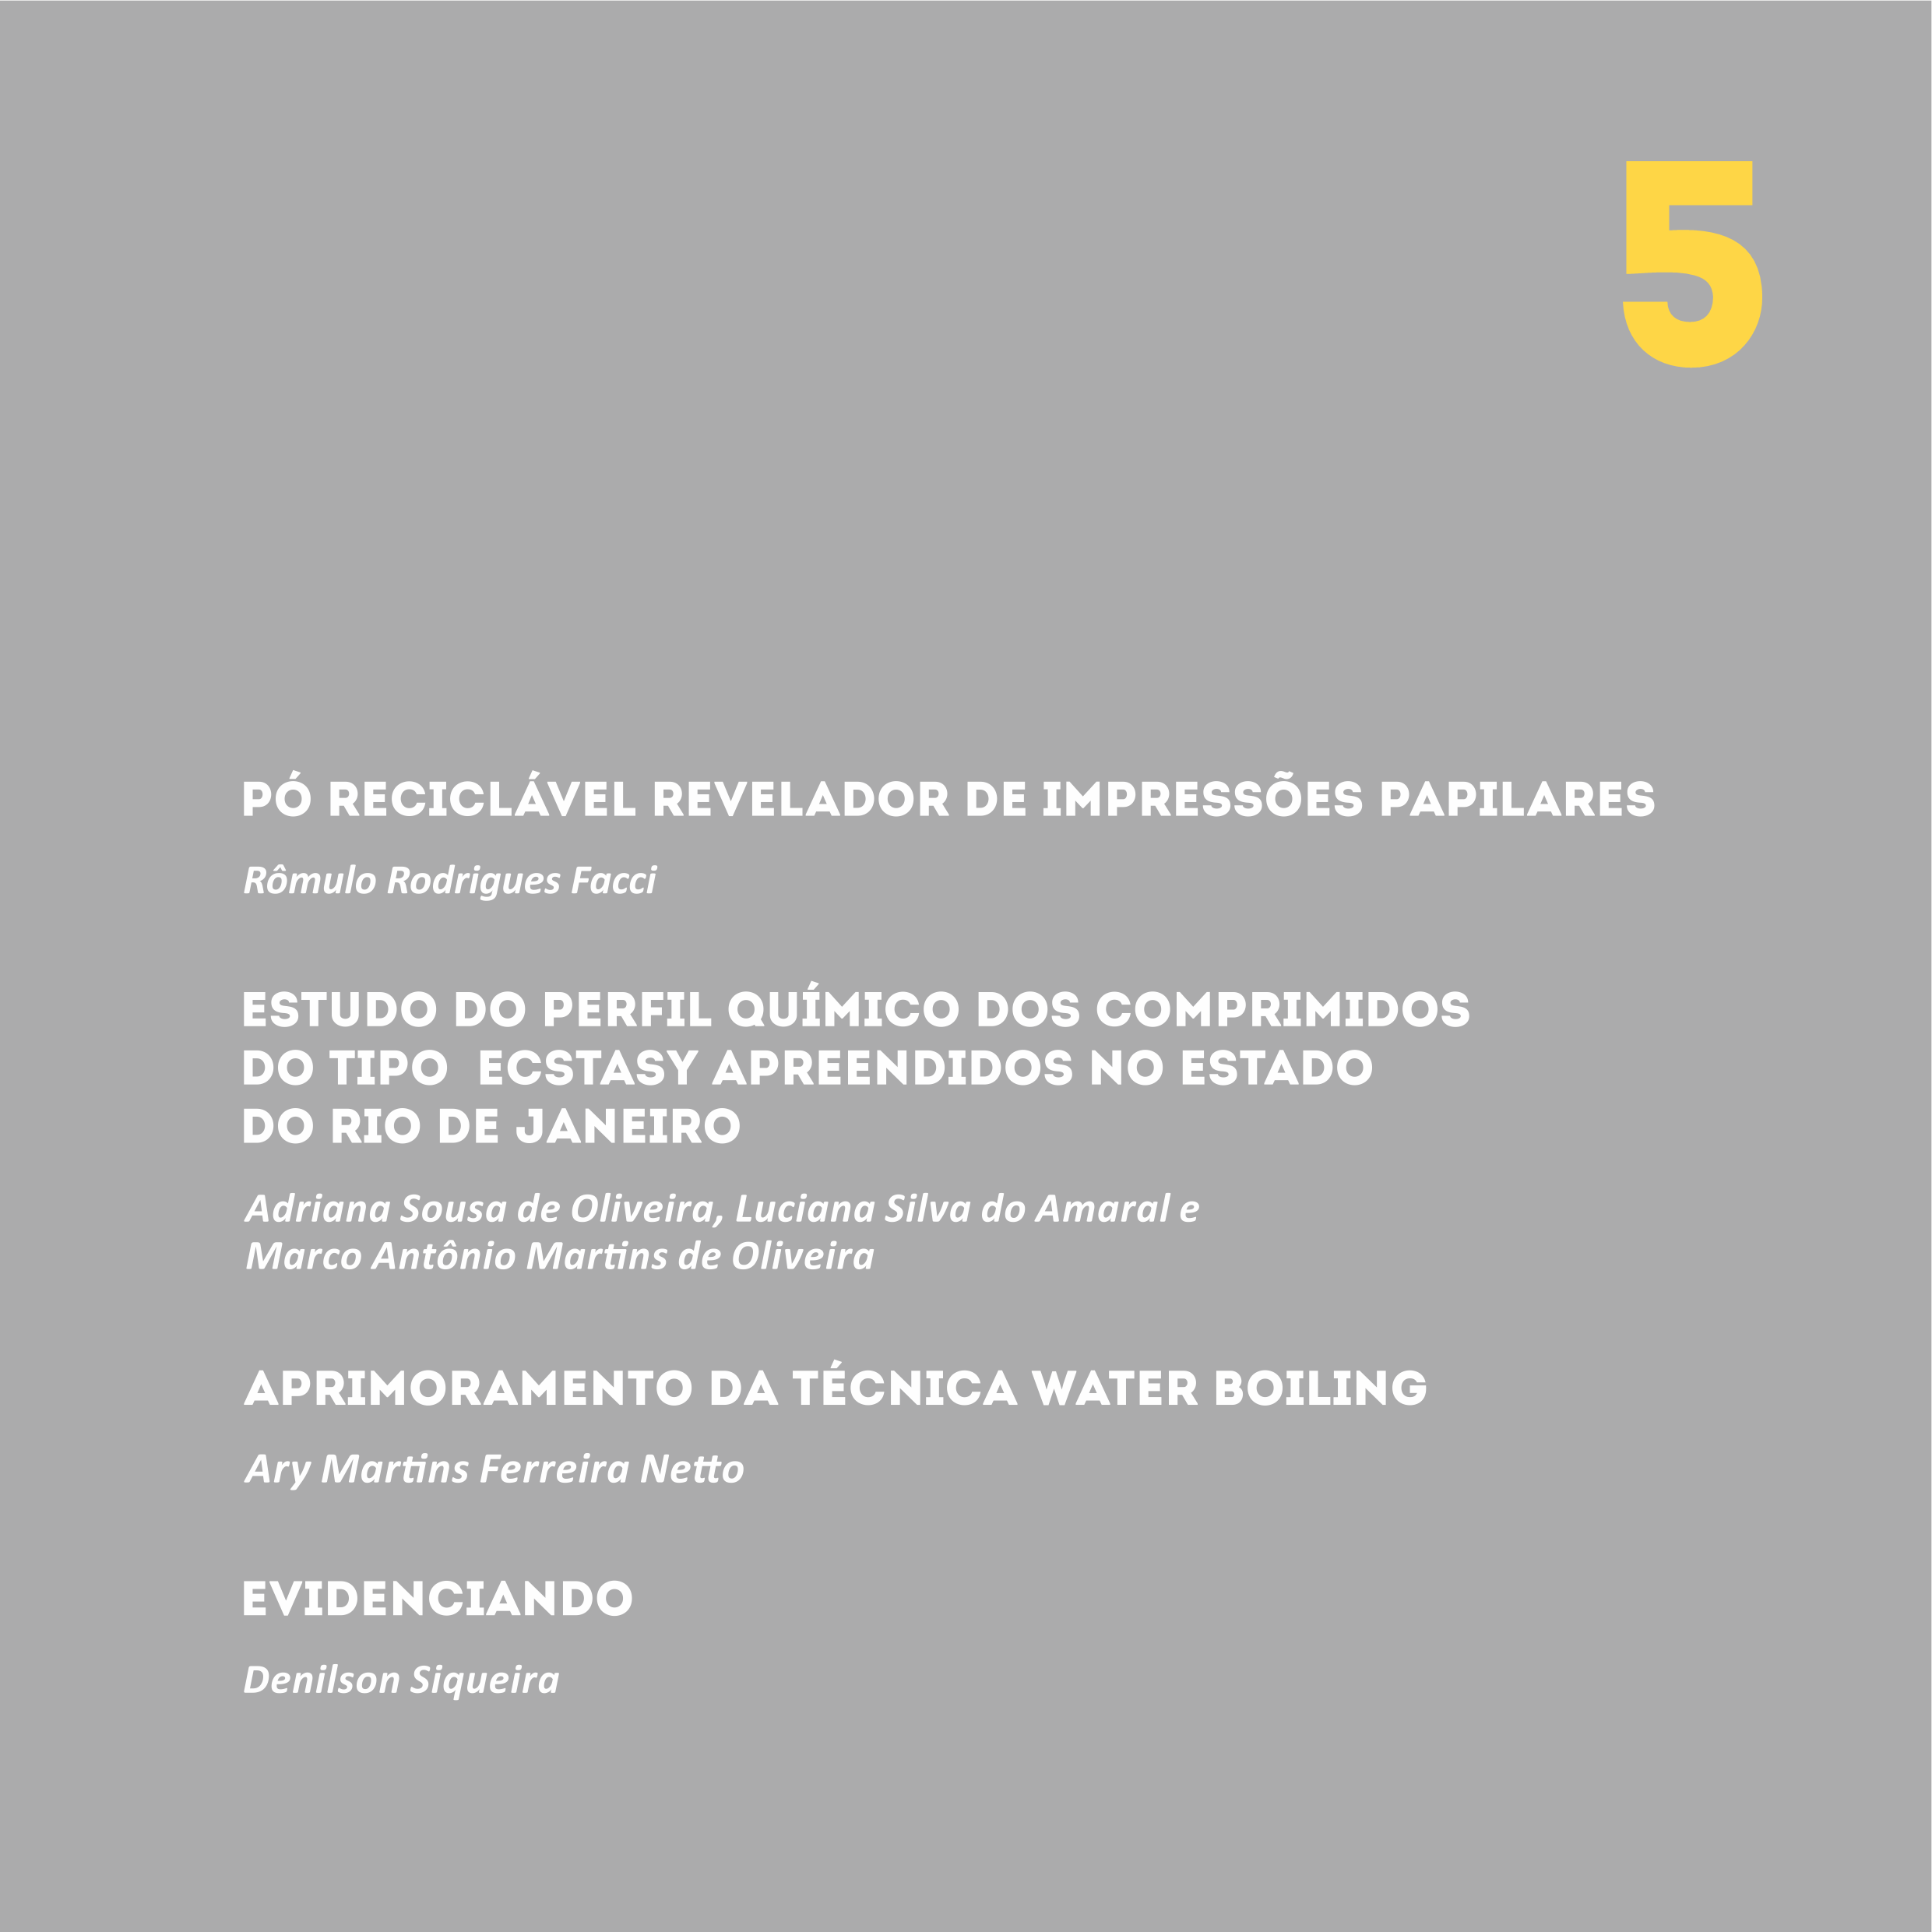 5
PÓ RECICLÁVEL REVELADOR DE IMPRESSÕES PAPILARES
Rômulo Rodrigues Facci
ESTUDO DO PERFIL QUÍMICO DOS COMPRIMIDOS
DO TIPO ECSTASY APREENDIDOS NO ESTADO
DO RIO DE JANEIRO
Adriana Sousa de Oliveira, Luciana Silva do Amaral e
Marco Antônio Martins de Oliveira
APRIMORAMENTO DA TÉCNICA WATER BOILING
Ary Martins Ferreira Netto
EVIDENCIANDO
Denilson Siqueira